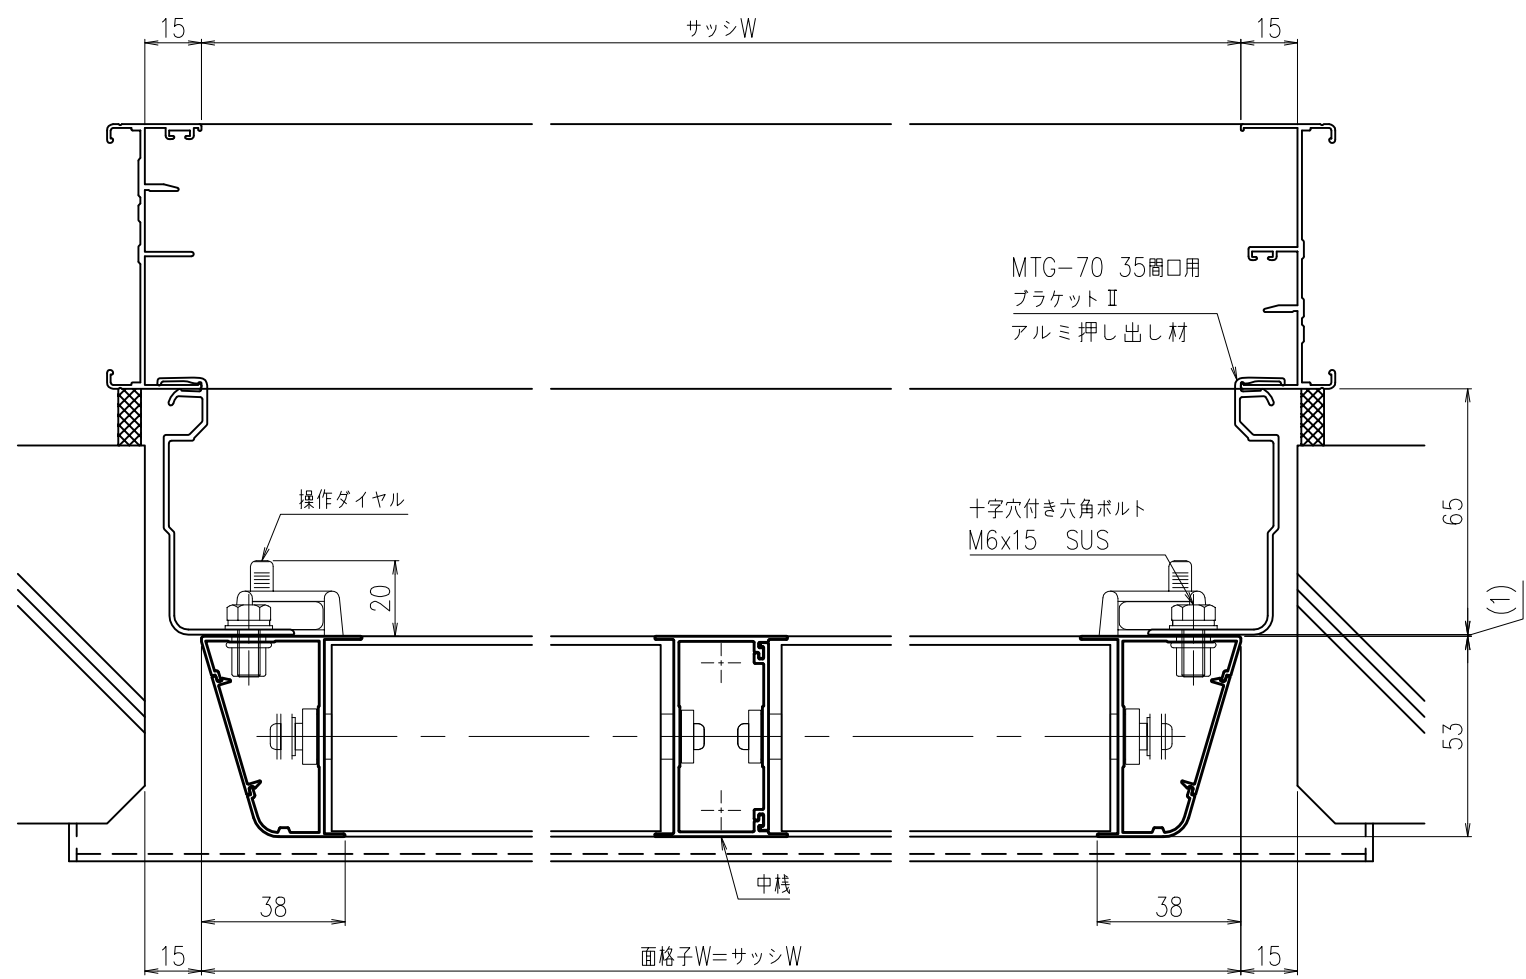 15
サッシW
15
MTG-70 35間口用
ブラケットⅡ
アルミ押し出し材
操作ダイヤル
十字穴付き六角ボルト
M6x15 SUS
65
20
(1)
53
中桟
38
38
15
面格子W=サッシW
15